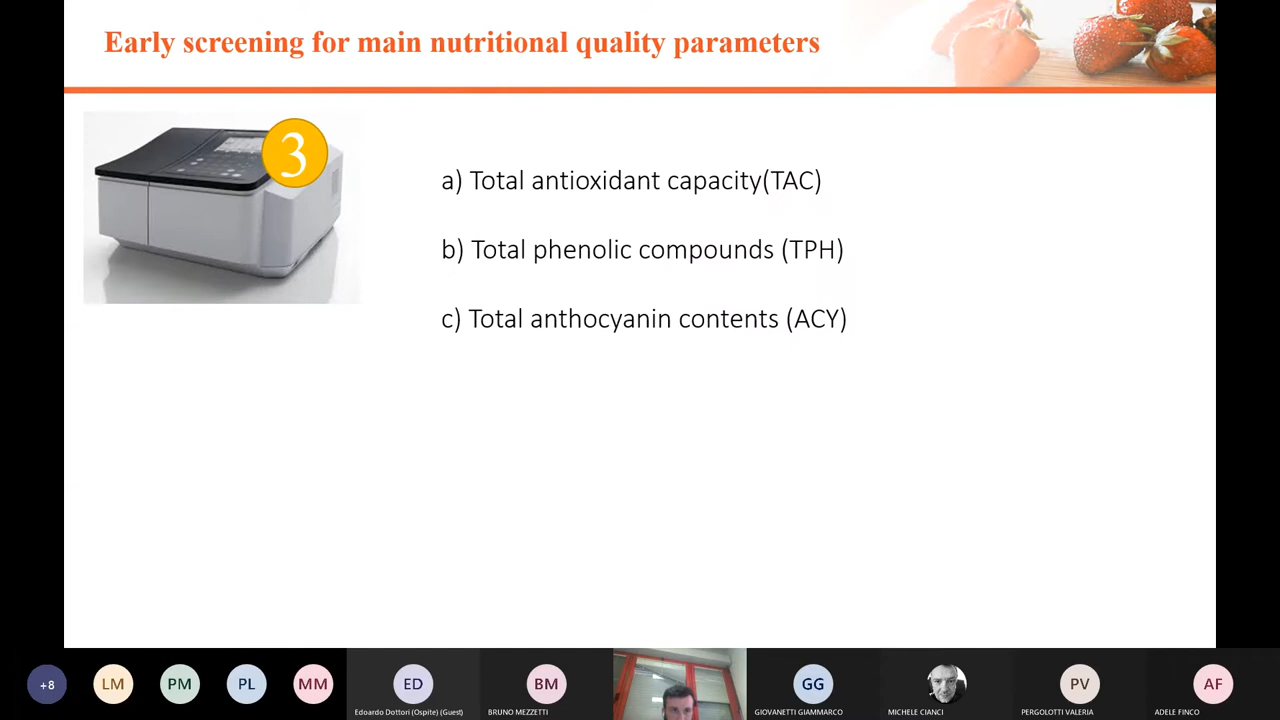 Early screening for main nutritional quality parameters
3
a) Total antioxidant capacity(TAC)
b) Total phenolic compounds (TPH)
c) Total anthocyanin contents (ACY)
+8
LM
PM
PL
MM
ED
BM
GG
PV
AF
Edoardo Dottori (Ospite) (Guest)
BRUNO MEZZETTI
GIOVANETTI GIAMMARCO
MICHELE CIANCI
PERGOLOTTI VALERIA
ADELE FINCO